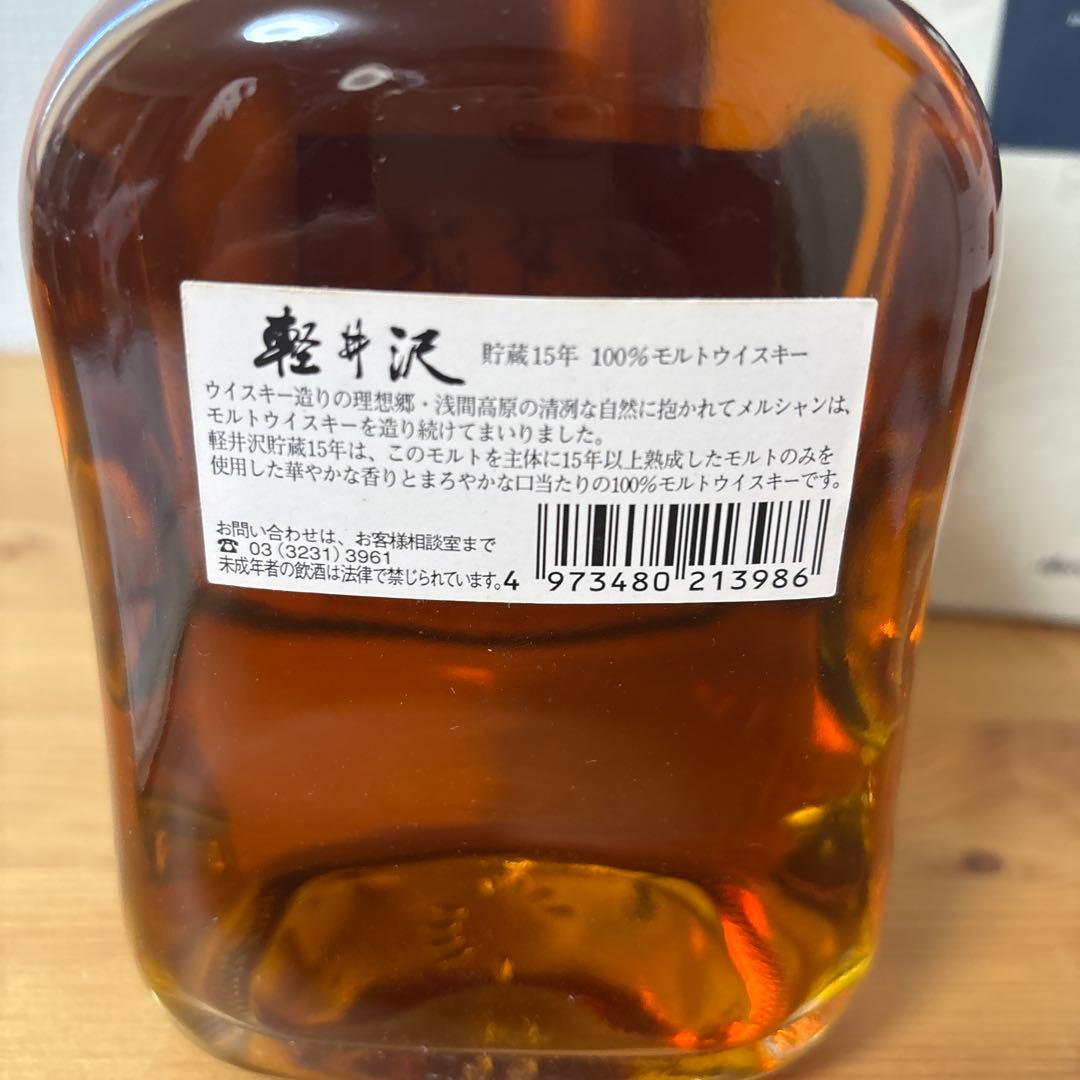 軽井沢 貯蔵15年 100%モルトウイスキー
ウイスキー造りの理想郷・浅間高原の清冽な自然に抱かれてメルシャンは、
モルトウイスキーを造り続けてまいりました。
軽井沢貯蔵15年は、このモルトを主体に15年以上熟成したモルトのみを
使用した華やかな香りとまろやかな口当たりの100%モルトウイスキーです。
お問い合わせは、お客様相談室まで
☎ 03(3231)3961
未成年者の飲酒は法律で禁じられています。
4 973480 213986